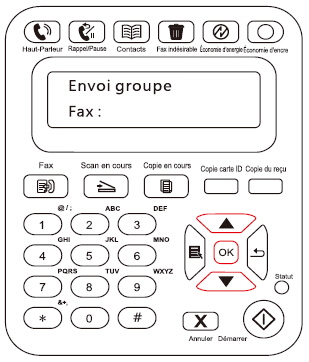 Haut-Parleur Rappel/Pause Contacts Fax indésirable Économie d'energie Économie d'encre
Envoi groupe
Fax :
Fax Scan en cours Copie en cours Copie carte ID Copie du reçu
@ / ; ABC DEF
1 2 3
GHI JKL MNO
4 5 6
OK
PQRS TUV WXYZ
7 8 9
Statut
&+,
* 0 #
X
Annuler Démarrer